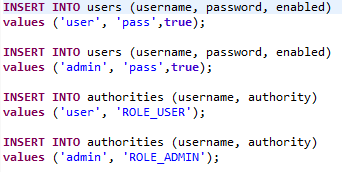 INSERT INTO users (username, password, enabled)
values ('user', 'pass',true);
INSERT INTO users (username, password, enabled)
values ('admin', 'pass',true);
INSERT INTO authorities (username, authority)
values ('user', 'ROLE_USER');
INSERT INTO authorities (username, authority)
values ('admin', 'ROLE_ADMIN');